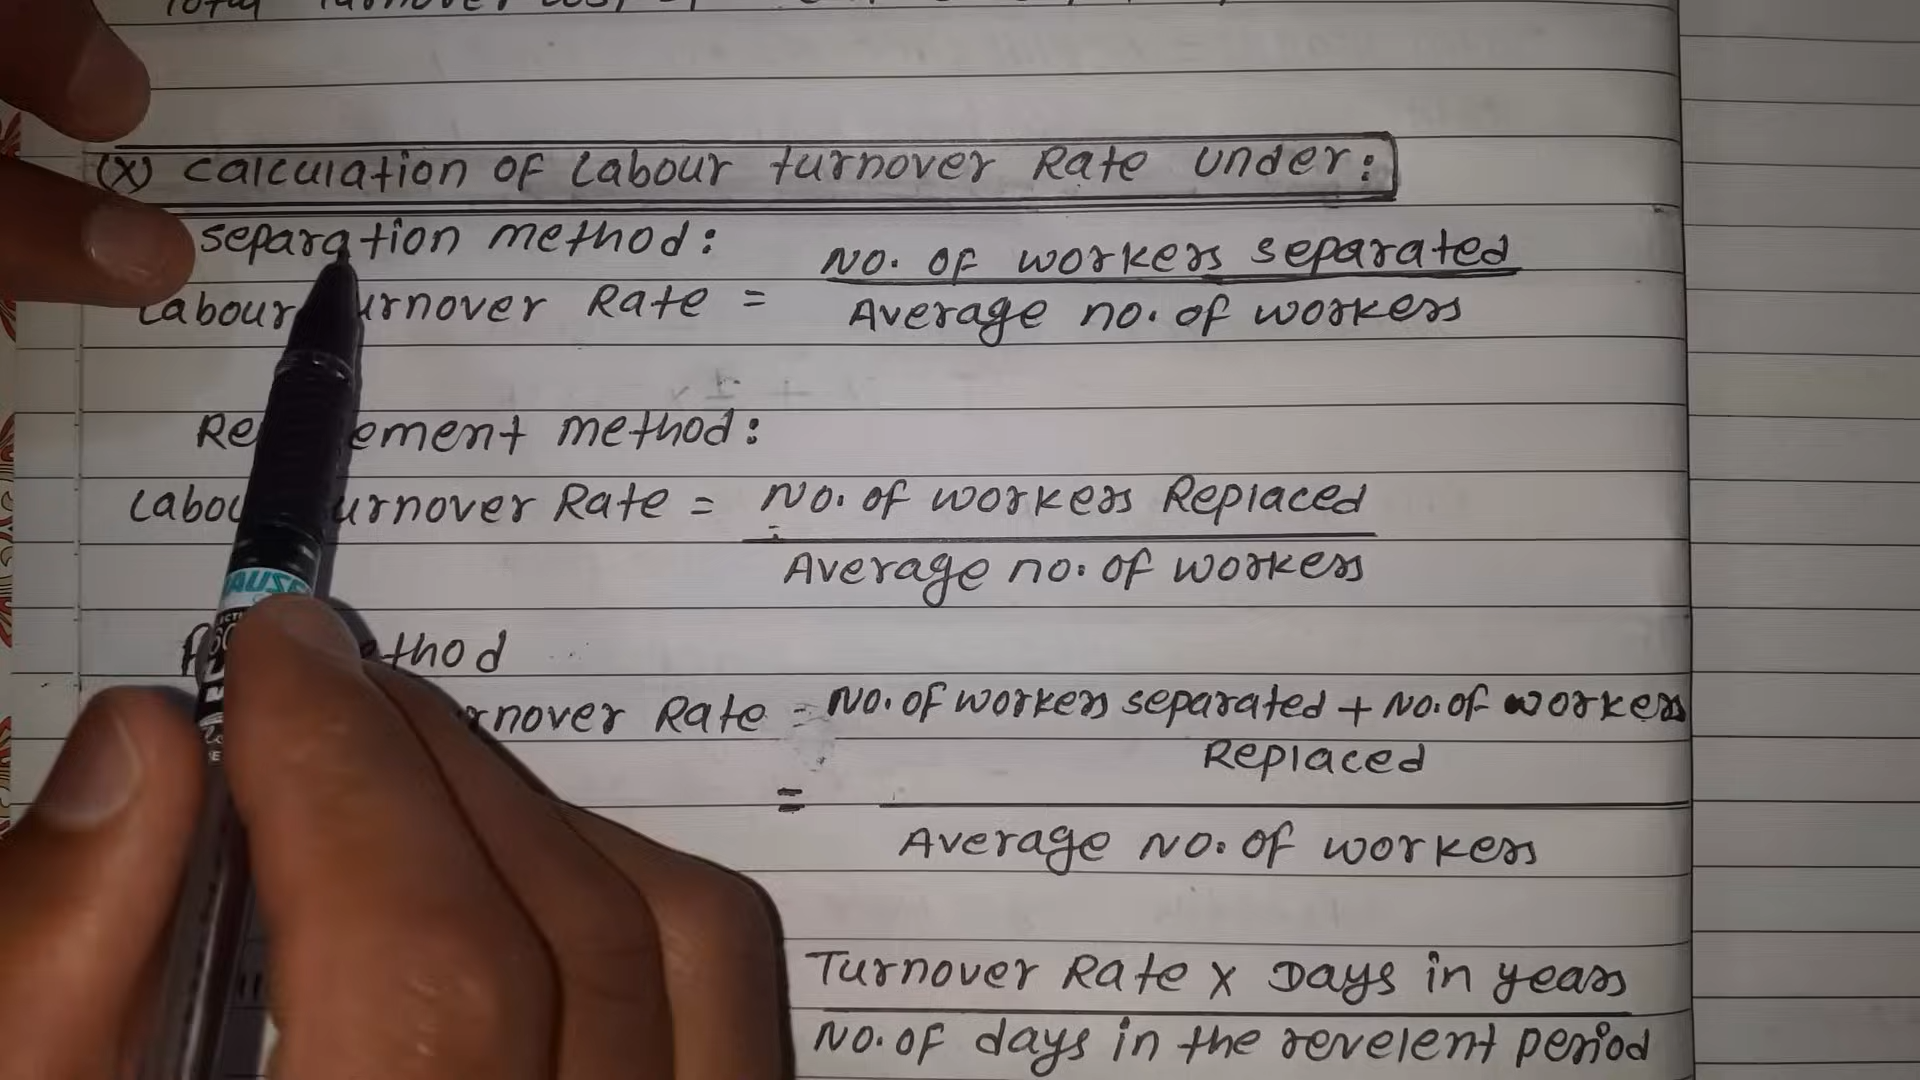 (X) Calculation of Labour turnover Rate under:
separation method:
Labour urnover Rate = No. of workers separated
Average no. of workers
Re ement method:
Labou urnover Rate = No. of workers Replaced
Average no. of workers
thod
rnover Rate = No. of workers separated + No. of workers
Replaced
=
Average No. of workers
Turnover Rate X Days in years
No. of days in the revelent period